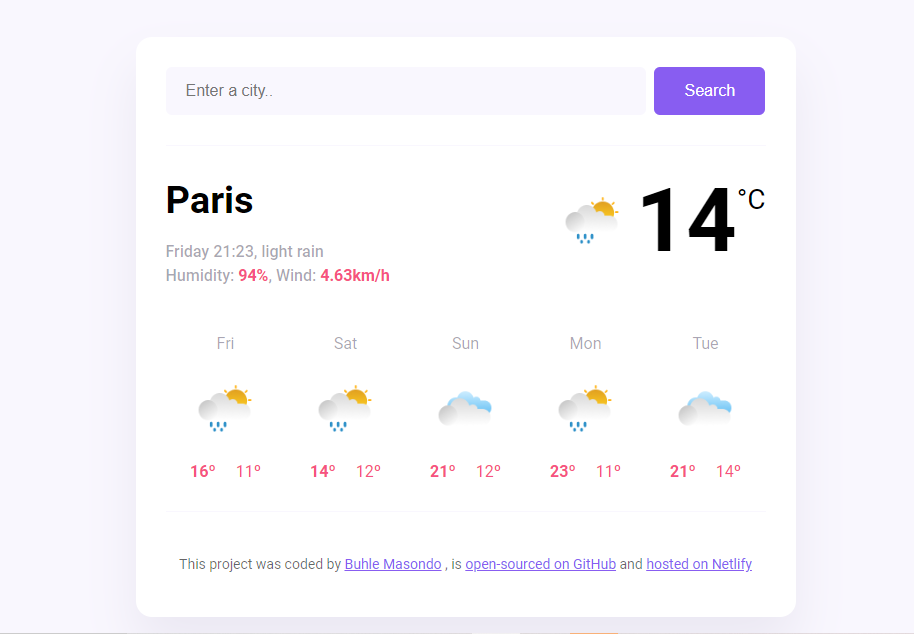 Enter a city..
Search
Paris
14°C
Friday 21:23, light rain
Humidity: 94%, Wind: 4.63km/h
Fri Sat Sun Mon Tue
16° 11° 14° 12° 21° 12° 23° 11° 21° 14°
This project was coded by Buhle Masondo , is open-sourced on GitHub and hosted on Netlify